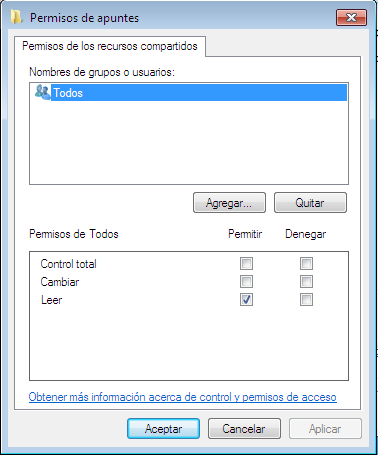 Permisos de apuntes
Permisos de los recursos compartidos
Nombres de grupos o usuarios:
Todos
Agregar...
Quitar
Permisos de Todos Permitir Denegar
Control total
Cambiar
Leer
Obtener más información acerca de control y permisos de acceso
Aceptar Cancelar Aplicar